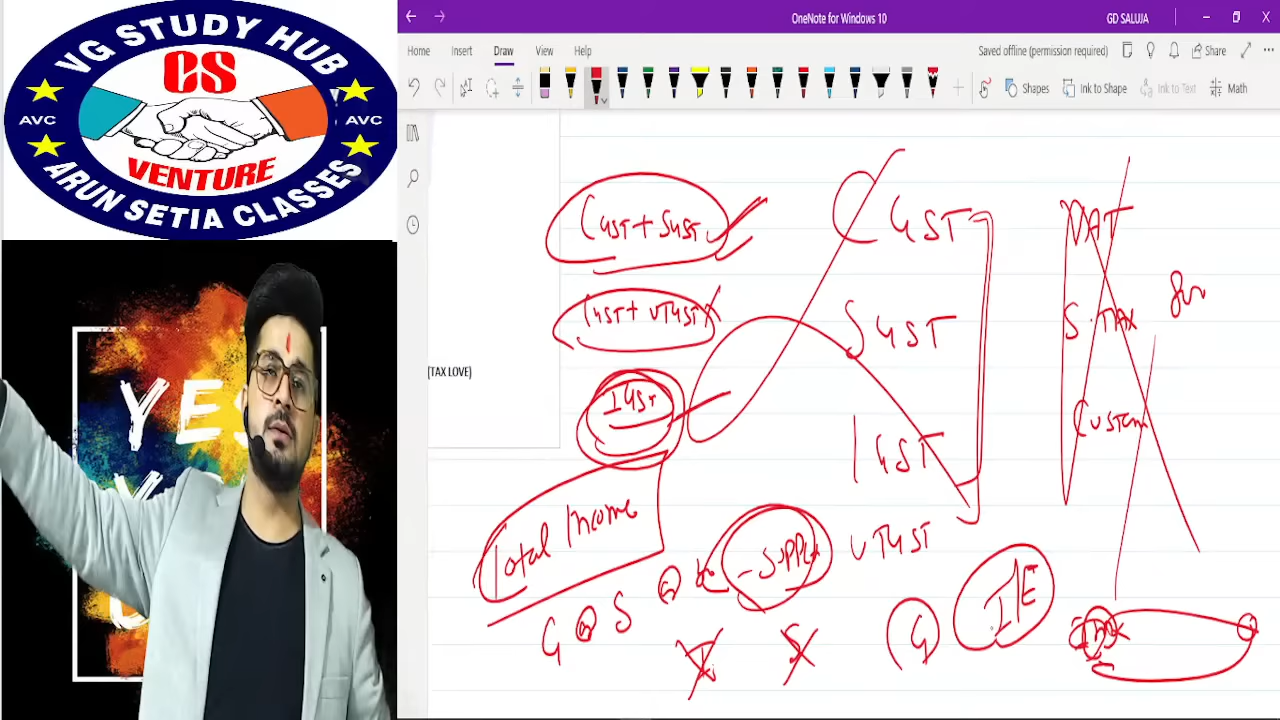 VG STUDY HUB
CS
AVC
AVC
VENTURE
ARUN SETIA CLASSES
YES
OneNote for Windows 10
GD SALUJA
Home Insert Draw View Help
Saved offline (permission required)
Share
Shapes
Ink to Shape
Ink to Text
Math
(TAX LOVE)
CGST + SGST
CGST + UTGST
IGST
Total Income
G or S
Supply
CGST
SGST
IGST
UTGST
G
I/E
VAT
S. TAX
Custom